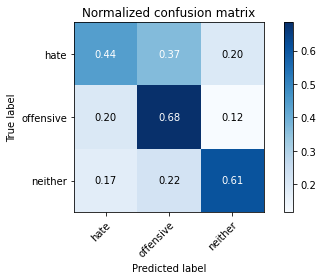 Normalized confusion matrix
True label
hate
0.44 0.37 0.20
offensive
0.20 0.68 0.12
neither
0.17 0.22 0.61
hate
offensive
neither
Predicted label
0.6
0.5
0.4
0.3
0.2